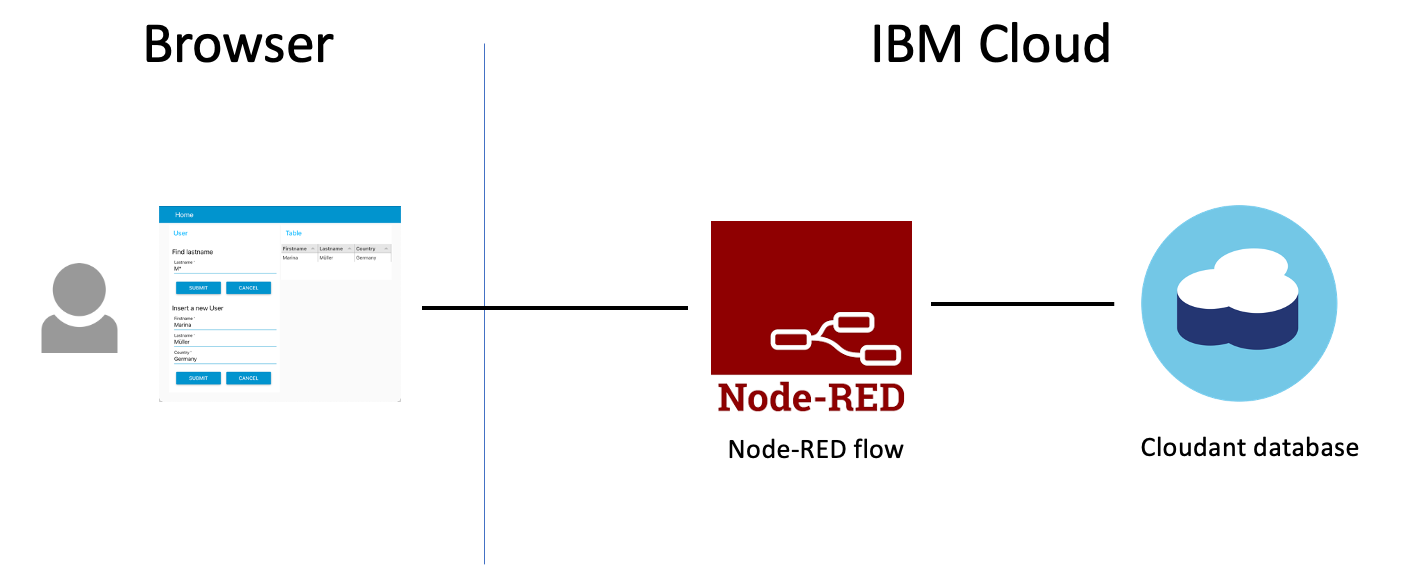 Browser
IBM Cloud
Home
User
Table
Find lastname
Lastname *
M*
SUBMIT CANCEL
Insert a new User
Firstname *
Marina
Lastname *
Müller
Country *
Germany
SUBMIT CANCEL
Firstname Lastname Country
Marina Müller Germany
Node-RED
Node-RED flow
Cloudant database